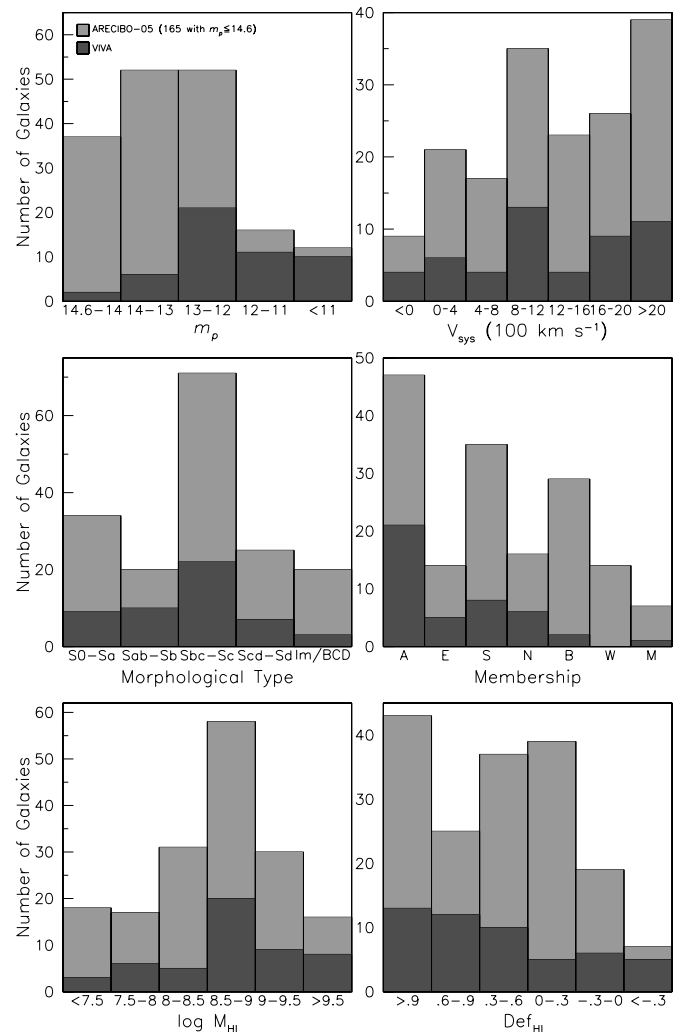 ARECIBO-05 (165 with m_p≤14.6)
VIVA
60
50
40
30
20
10
0
Number of Galaxies
14.6-14 14-13 13-12 12-11 <11
m_p
40
30
20
10
0
<0 0-4 4-8 8-12 12-16 16-20 >20
V_sys (100 km s⁻¹)
60
40
20
0
Number of Galaxies
S0-Sa Sab-Sb Sbc-Sc Scd-Sd Im/BCD
Morphological Type
50
40
30
20
10
0
A E S N B W M
Membership
60
50
40
30
20
10
0
Number of Galaxies
<7.5 7.5-8 8-8.5 8.5-9 9-9.5 >9.5
log M_HI
40
30
20
10
0
>.9 .6-.9 .3-.6 0-.3 -.3-0 <-.3
Def_HI